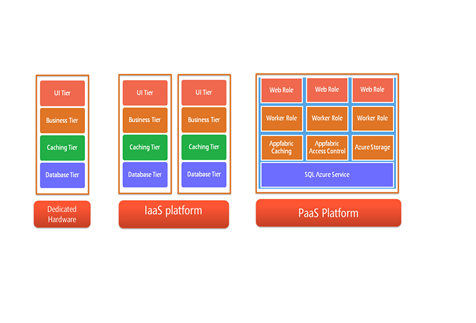 UI Tier
Business Tier
Caching Tier
Database Tier
Dedicated
Hardware
UI Tier
Business Tier
Caching Tier
Database Tier
UI Tier
Business Tier
Caching Tier
Database Tier
IaaS platform
Web Role
Web Role
Web Role
Worker Role
Worker Role
Worker Role
Appfabric
Caching
Appfabric
Access Control
Azure Storage
SQL Azure Service
PaaS Platform